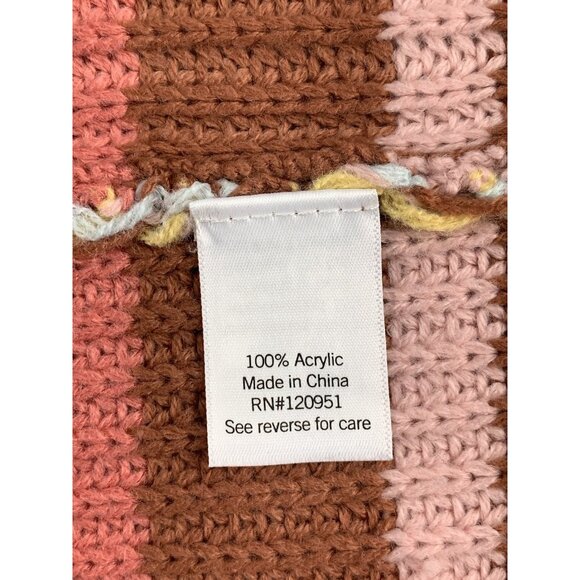 100% Acrylic
Made in China
RN#120951
See reverse for care